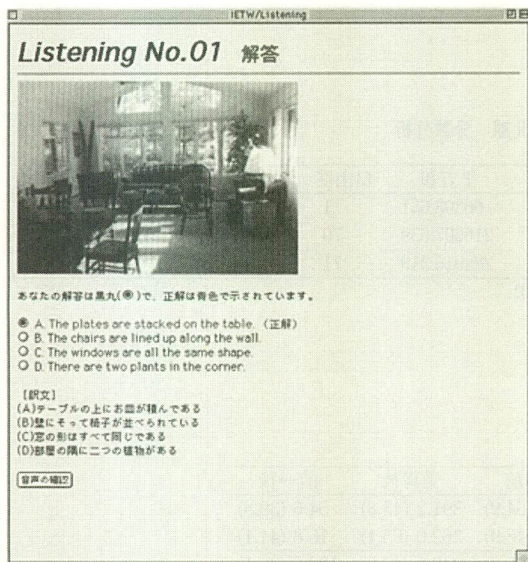 IETW/Listening
Listening No.01 解答
あなたの解答は黒丸(◉)で、正解は青色で示されています。
◉ A. The plates are stacked on the table. (正解)
○ B. The chairs are lined up along the wall.
○ C. The windows are all the same shape.
○ D. There are two plants in the corner.
[訳文]
(A)テーブルの上にお皿が積んである
(B)壁にそって椅子が並べられている
(C)窓の形はすべて同じである
(D)部屋の隅に二つの植物がある
音声の確認